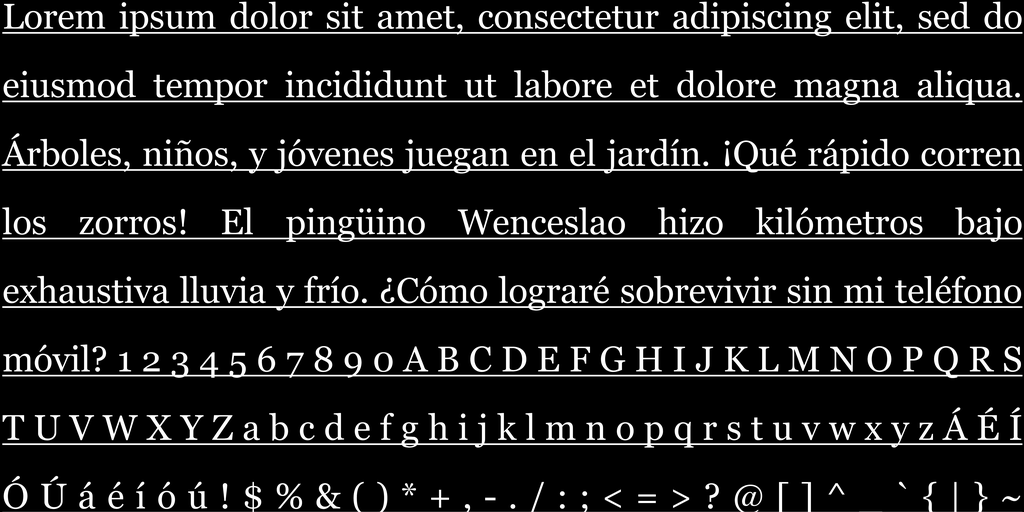 Lorem ipsum dolor sit amet, consectetur adipiscing elit, sed do
eiusmod tempor incididunt ut labore et dolore magna aliqua.
Árboles, niños, y jóvenes juegan en el jardín. ¡Qué rápido corren
los zorros! El pingüino Wenceslao hizo kilómetros bajo
exhaustiva lluvia y frío. ¿Cómo lograré sobrevivir sin mi teléfono
móvil? 1 2 3 4 5 6 7 8 9 0 A B C D E F G H I J K L M N O P Q R S
T U V W X Y Z a b c d e f g h i j k l m n o p q r s t u v w x y z Á É Í
Ó Ú á é í ó ú ! $ % & ( ) * + , - . / : ; < = > ? @ [ ] ^ _ ` { | } ~